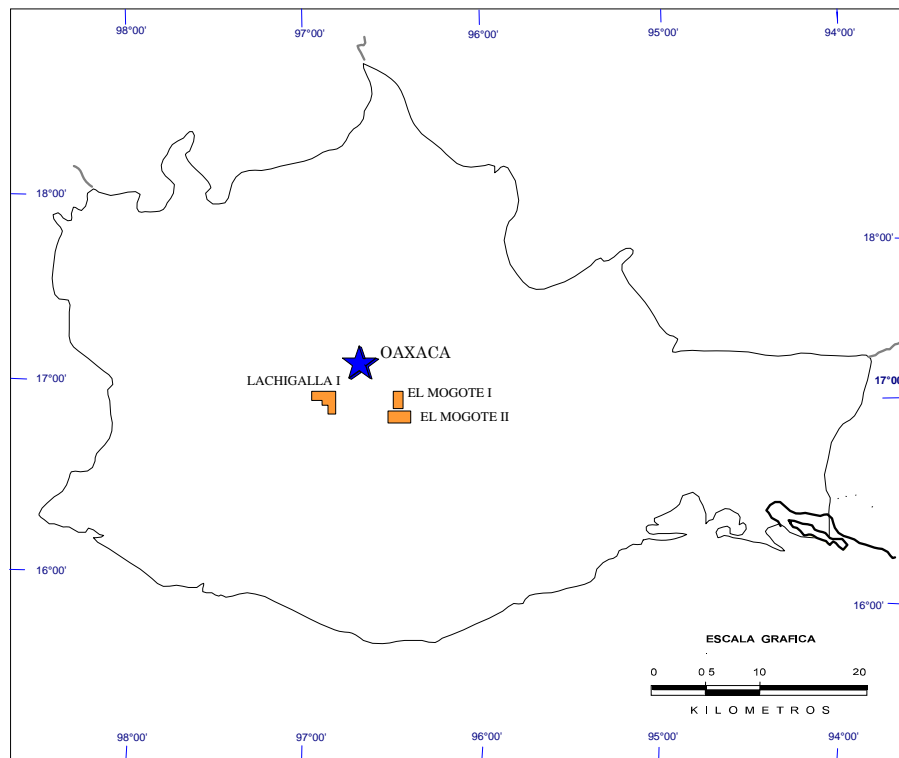 98°00'
97°00'
96°00'
95°00'
94°00'
18°00'
18°00'
OAXACA
LACHIGALLA I
17°00'
17°00'
EL MOGOTE I
EL MOGOTE II
16°00'
16°00'
ESCALA GRAFICA
0 0 5 10 20
KILOMETROS
98°00'
97°00'
96°00'
95°00'
94°00'